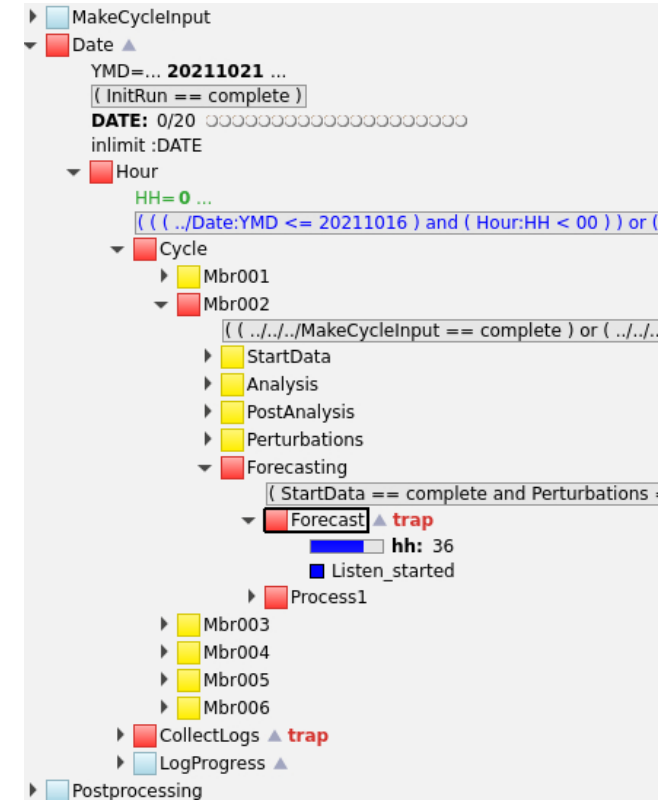 MakeCycleInput
Date
YMD=... 20211021 ...
( InitRun == complete )
DATE: 0/20
inlimit :DATE
Hour
HH= 0 ...
( ( ( ../Date:YMD <= 20211016 ) and ( Hour:HH < 00 ) ) or (
Cycle
Mbr001
Mbr002
( ( ../../../MakeCycleInput == complete ) or ( ../../..
StartData
Analysis
PostAnalysis
Perturbations
Forecasting
( StartData == complete and Perturbations =
Forecast trap
hh: 36
Listen_started
Process1
Mbr003
Mbr004
Mbr005
Mbr006
CollectLogs trap
LogProgress
Postprocessing